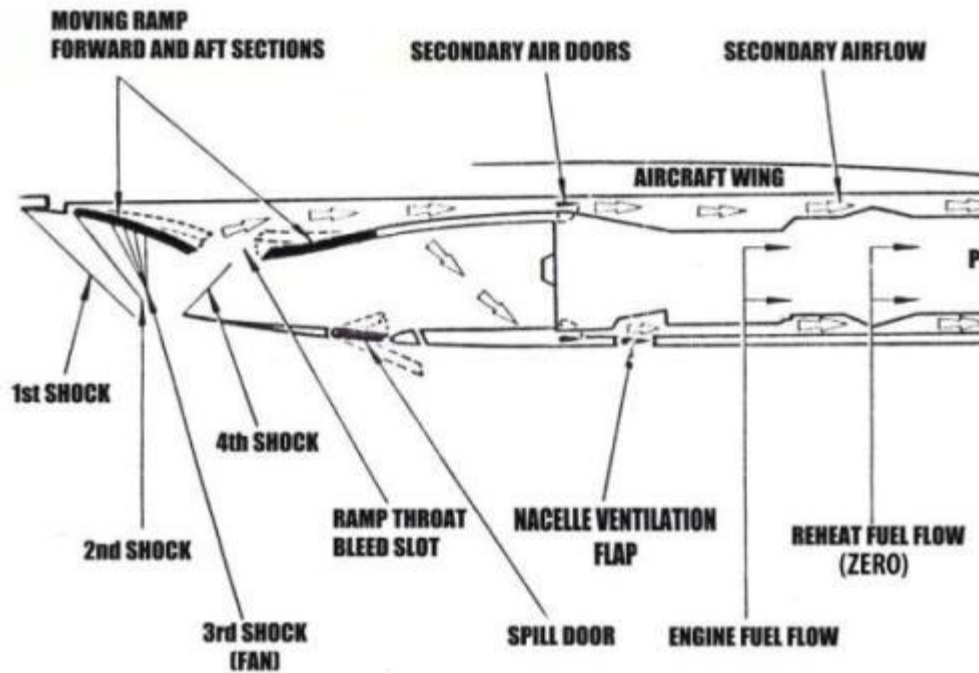 MOVING RAMP
FORWARD AND AFT SECTIONS
SECONDARY AIR DOORS
SECONDARY AIRFLOW
AIRCRAFT WING
P
1st SHOCK
4th SHOCK
2nd SHOCK
3rd SHOCK
(FAN)
RAMP THROAT
BLEED SLOT
SPILL DOOR
NACELLE VENTILATION
FLAP
ENGINE FUEL FLOW
REHEAT FUEL FLOW
(ZERO)